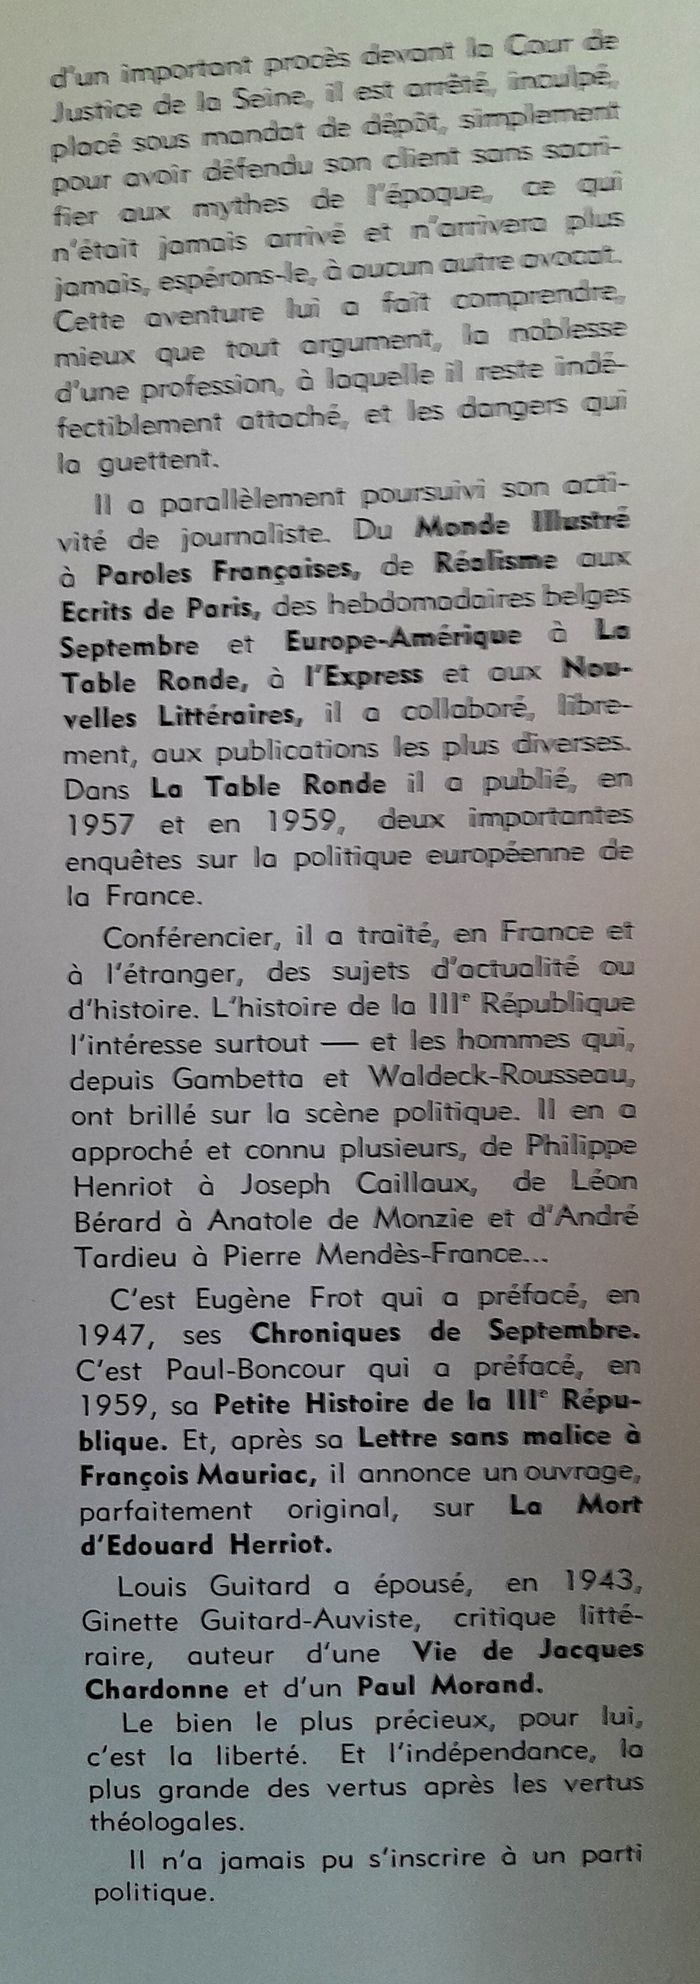 d'un important procès devant la Cour de
Justice de la Seine, il est arrêté, inculpé,
placé sous mandat de dépôt, simplement
pour avoir défendu son client sans sacri-
fier aux mythes de l'époque, ce qui
n'était jamais arrivé et n'arrivera plus
jamais, espérons-le, à aucun autre avocat.
Cette aventure lui a fait comprendre,
mieux que tout argument, la noblesse
d'une profession, à laquelle il reste indé-
fectiblement attaché, et les dangers qui
la guettent.
Il a parallèlement poursuivi son acti-
vité de journaliste. Du Monde Illustré
à Paroles Françaises, de Réalisme aux
Ecrits de Paris, des hebdomadaires belges
Septembre et Europe-Amérique à La
Table Ronde, à l'Express et aux Nou-
velles Littéraires, il a collaboré, libre-
ment, aux publications les plus diverses.
Dans La Table Ronde il a publié, en
1957 et en 1959, deux importantes
enquêtes sur la politique européenne de
la France.
Conférencier, il a traité, en France et
à l'étranger, des sujets d'actualité ou
d'histoire. L'histoire de la IIIe République
l'intéresse surtout — et les hommes qui,
depuis Gambetta et Waldeck-Rousseau,
ont brillé sur la scène politique. Il en a
approché et connu plusieurs, de Philippe
Henriot à Joseph Caillaux, de Léon
Bérard à Anatole de Monzie et d'André
Tardieu à Pierre Mendès-France...
C'est Eugène Frot qui a préfacé, en
1947, ses Chroniques de Septembre.
C'est Paul-Boncour qui a préfacé, en
1959, sa Petite Histoire de la IIIe Répu-
blique. Et, après sa Lettre sans malice à
François Mauriac, il annonce un ouvrage,
parfaitement original, sur La Mort
d'Edouard Herriot.
Louis Guitard a épousé, en 1943,
Ginette Guitard-Auviste, critique litté-
raire, auteur d'une Vie de Jacques
Chardonne et d'un Paul Morand.
Le bien le plus précieux, pour lui,
c'est la liberté. Et l'indépendance, la
plus grande des vertus après les vertus
théologales.
Il n'a jamais pu s'inscrire à un parti
politique.